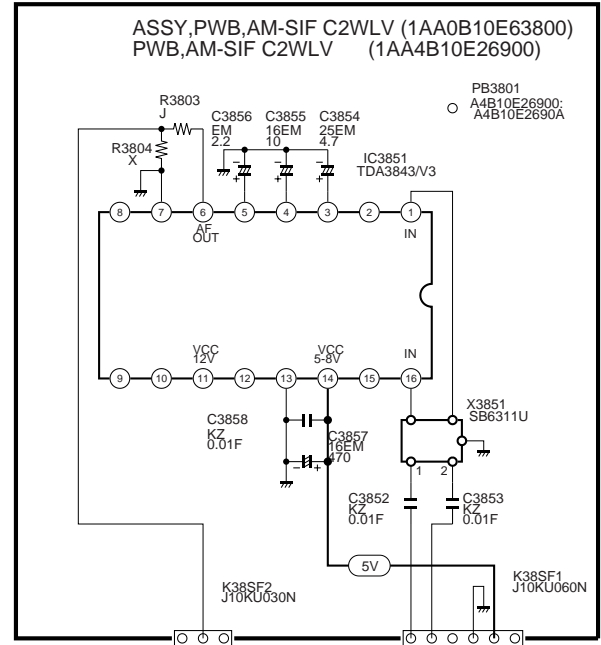 ASSY,PWB,AM-SIF C2WLV (1AA0B10E63800)
PWB,AM-SIF C2WLV (1AA4B10E26900)
PB3801
A4B10E26900:
A4B10E2690A
R3803
J
R3804
X
C3856
EM
2.2
C3855
16EM
10
C3854
25EM
4.7
IC3851
TDA3843/V3
8
7
6
5
4
3
2
1
AF
OUT
IN
VCC
12V
VCC
5-8V
IN
9
10
11
12
13
14
15
16
X3851
SB6311U
C3858
KZ
0.01F
C3857
16EM
470
1
2
C3852
KZ
0.01F
C3853
KZ
0.01F
5V
K38SF2
J10KU030N
K38SF1
J10KU060N